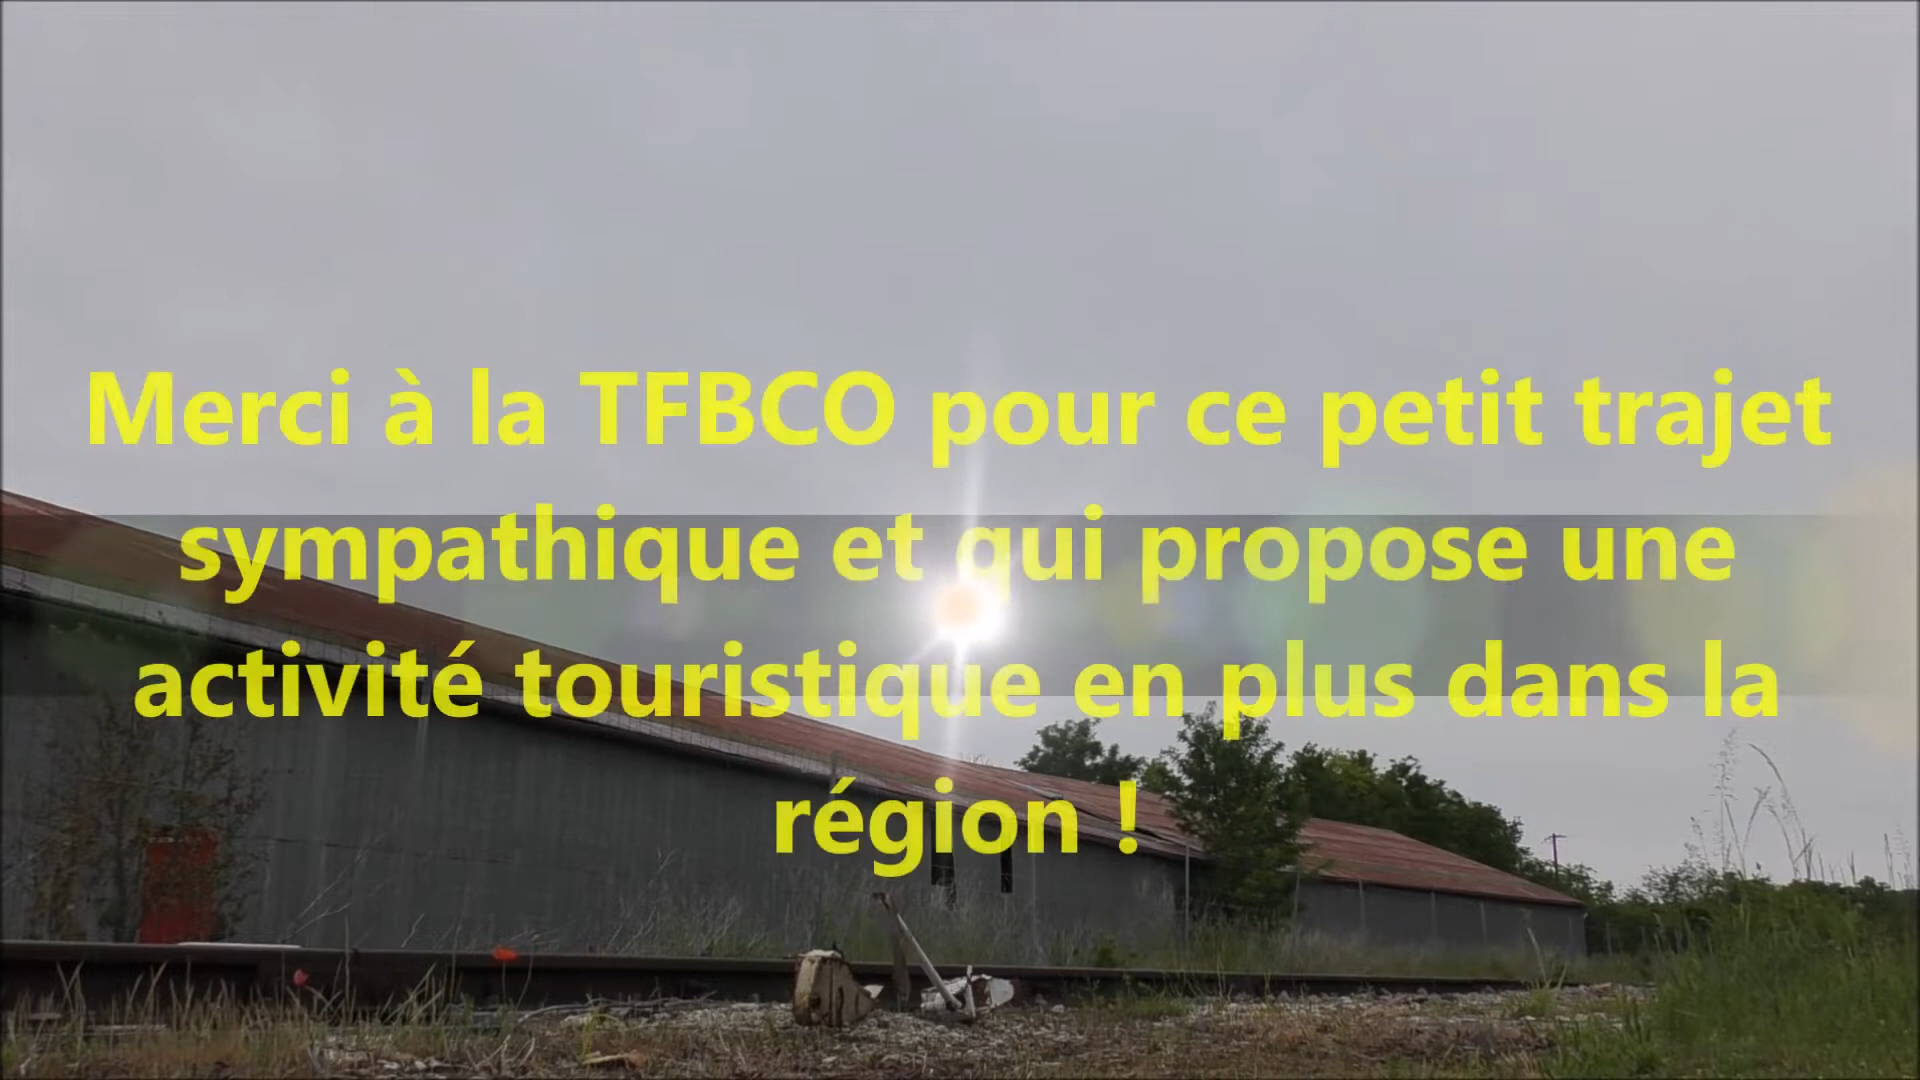 Merci à la TFBCO pour ce petit trajet
sympathique et qui propose une
activité touristique en plus dans la
région !